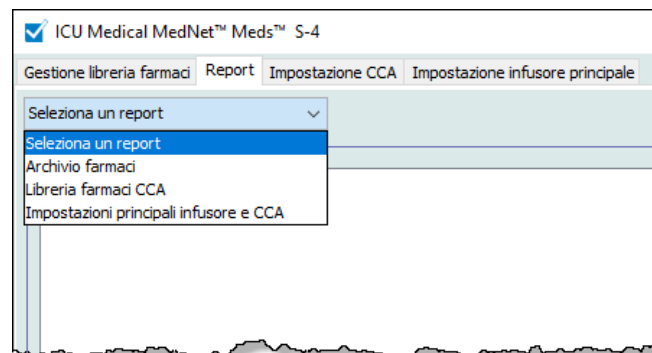 ICU Medical MedNet™ Meds™ S-4
Gestione libreria farmaci Report Impostazione CCA Impostazione infusore principale
Seleziona un report
Seleziona un report
Archivio farmaci
Libreria farmaci CCA
Impostazioni principali infusore e CCA